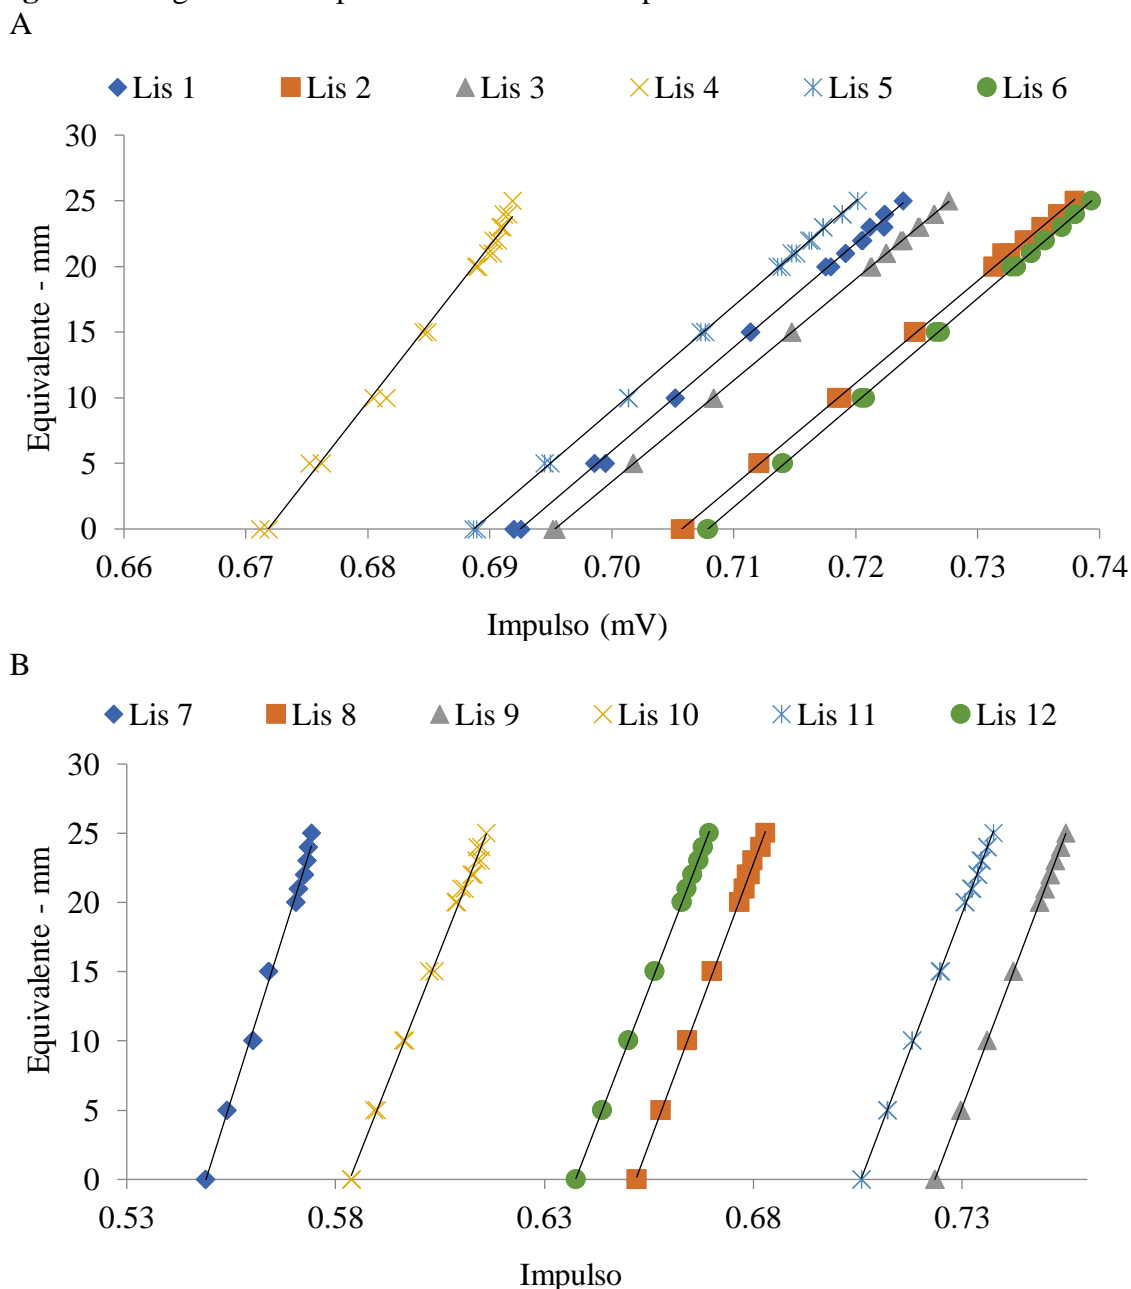 A
Lis 1 Lis 2 Lis 3 Lis 4 Lis 5 Lis 6
30
25
20
15
10
5
0
Equivalente - mm
0.66 0.67 0.68 0.69 0.70 0.71 0.72 0.73 0.74
Impulso (mV)
B
Lis 7 Lis 8 Lis 9 Lis 10 Lis 11 Lis 12
30
25
20
15
10
5
0
Equivalente - mm
0.53 0.58 0.63 0.68 0.73
Impulso